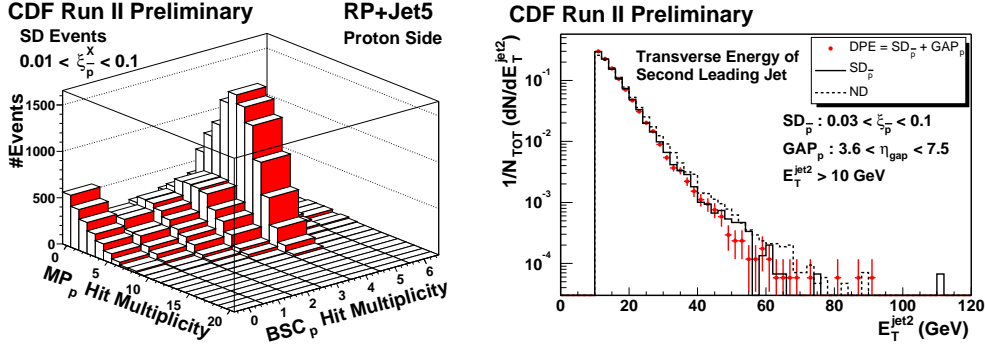 CDF Run II Preliminary
RP+Jet5
SD Events
Proton Side
0.01 < ξ_p̄^X < 0.1
#Events
1500
1000
500
0
0
5
10
15
20
MP_p Hit Multiplicity
0
1
2
3
4
5
6
BSC_p Hit Multiplicity
CDF Run II Preliminary
Transverse Energy of
Second Leading Jet
DPE = SD_p̄ + GAP_p
SD_p̄
ND
SD_p̄ : 0.03 < ξ_p̄ < 0.1
GAP_p : 3.6 < η_gap < 7.5
E_T^jet2 > 10 GeV
1/N_TOT (dN/dE_T^jet2)
10^-1
10^-2
10^-3
10^-4
0 20 40 60 80 100 120
E_T^jet2 (GeV)